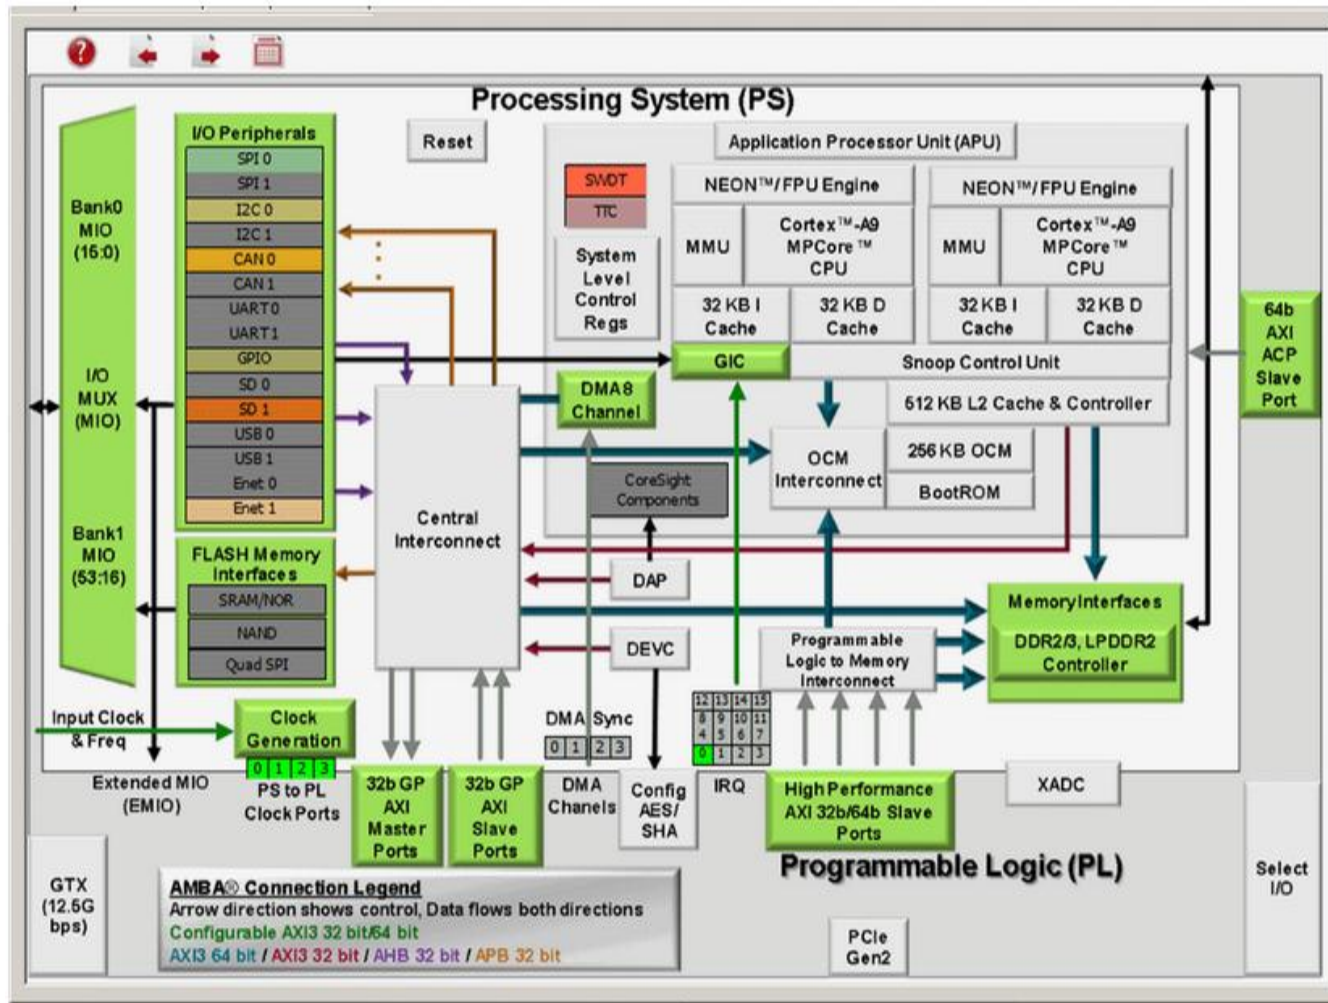 Processing System (PS)
I/O Peripherals
SPI 0
SPI 1
I2C 0
I2C 1
CAN 0
CAN 1
UART0
UART1
GPIO
SD 0
SD 1
USB 0
USB 1
Enet 0
Enet 1
Bank0
MIO
(15:0)
I/O
MUX
(MIO)
Bank1
MIO
(53:16)
FLASH Memory
Interfaces
SRAM/NOR
NAND
Quad SPI
Reset
Application Processor Unit (APU)
SWDT
TTC
System
Level
Control
Regs
NEON™/FPU Engine
MMU
Cortex™-A9
MPCore™
CPU
32 KB I
Cache
32 KB D
Cache
NEON™/FPU Engine
MMU
Cortex™-A9
MPCore™
CPU
32 KB I
Cache
32 KB D
Cache
GIC
Snoop Control Unit
DMA8
Channel
512 KB L2 Cache & Controller
OCM
Interconnect
256 KB OCM
BootROM
CoreSight
Components
Central
Interconnect
DAP
DEVC
Programmable
Logic to Memory
Interconnect
MemoryInterfaces
DDR2/3, LPDDR2
Controller
64b
AXI
ACP
Slave
Port
Input Clock
& Freq
Clock
Generation
0 1 2 3
PS to PL
Clock Ports
Extended MIO
(EMIO)
32b GP
AXI
Master
Ports
32b GP
AXI
Slave
Ports
DMA Sync
0 1 2 3
DMA
Chanels
Config
AES/
SHA
12 13 14 15
8 9 10 11
4 5 6 7
0 1 2 3
IRQ
High Performance
AXI 32b/64b Slave
Ports
XADC
Programmable Logic (PL)
GTX
(12.5G
bps)
AMBA® Connection Legend
Arrow direction shows control, Data flows both directions
Configurable AXI3 32 bit/64 bit
AXI3 64 bit / AXI3 32 bit / AHB 32 bit / APB 32 bit
PCIe
Gen2
Select
I/O